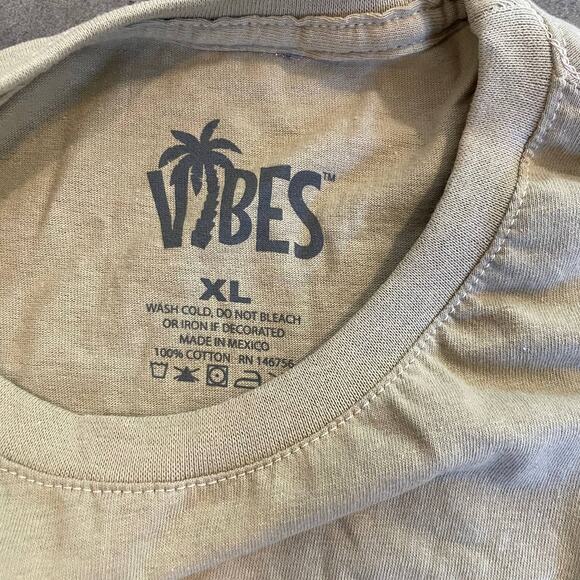 VIBES™
XL
WASH COLD, DO NOT BLEACH
OR IRON IF DECORATED
MADE IN MEXICO
100% COTTON RN 146756